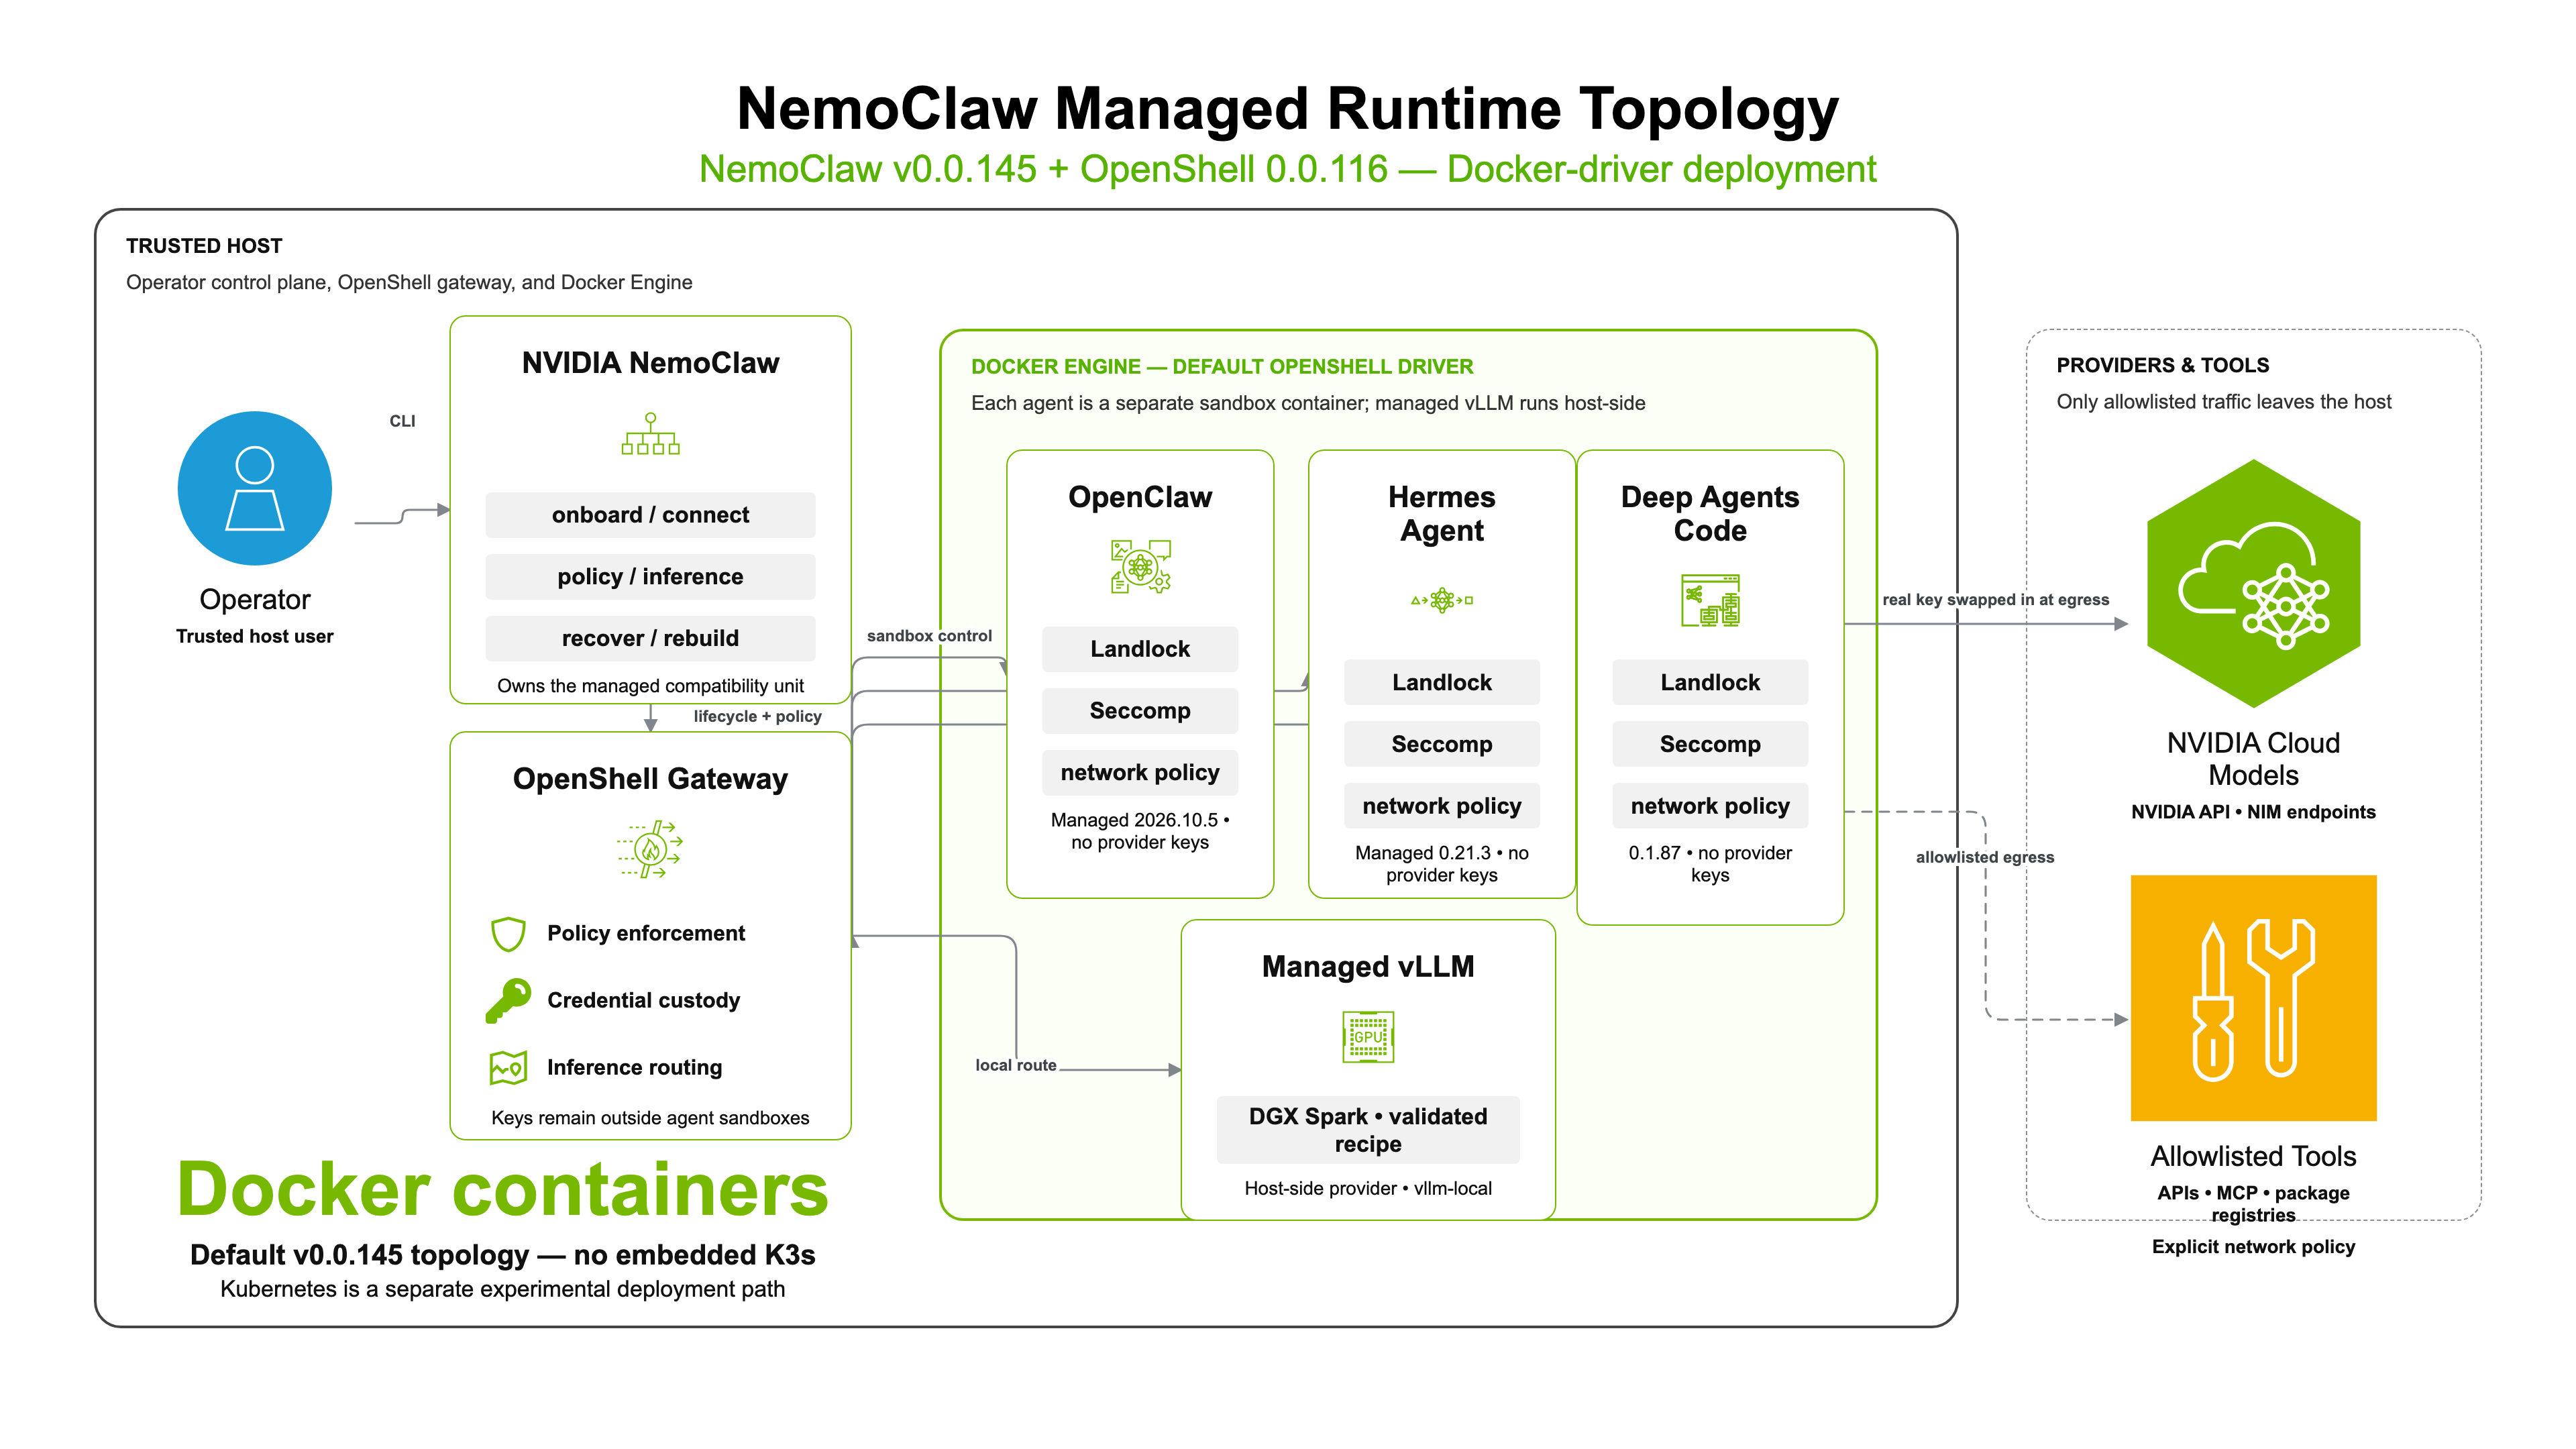 NemoClaw Managed Runtime Topology
NemoClaw v0.0.145 + OpenShell 0.0.116 — Docker-driver deployment
TRUSTED HOST
Operator control plane, OpenShell gateway, and Docker Engine
CLI
Operator
Trusted host user
NVIDIA NemoClaw
onboard / connect
policy / inference
recover / rebuild
Owns the managed compatibility unit
lifecycle + policy
OpenShell Gateway
Policy enforcement
Credential custody
Inference routing
Keys remain outside agent sandboxes
Docker containers
Default v0.0.145 topology — no embedded K3s
Kubernetes is a separate experimental deployment path
sandbox control
local route
DOCKER ENGINE — DEFAULT OPENSHELL DRIVER
Each agent is a separate sandbox container; managed vLLM runs host-side
OpenClaw
Landlock
Seccomp
network policy
Managed 2026.10.5 •
no provider keys
Hermes
Agent
Landlock
Seccomp
network policy
Managed 0.21.3 • no
provider keys
Deep Agents
Code
Landlock
Seccomp
network policy
0.1.87 • no provider
keys
Managed vLLM
GPU
DGX Spark • validated
recipe
Host-side provider • vllm-local
real key swapped in at egress
allowlisted egress
PROVIDERS & TOOLS
Only allowlisted traffic leaves the host
NVIDIA Cloud
Models
NVIDIA API • NIM endpoints
Allowlisted Tools
APIs • MCP • package
registries
Explicit network policy